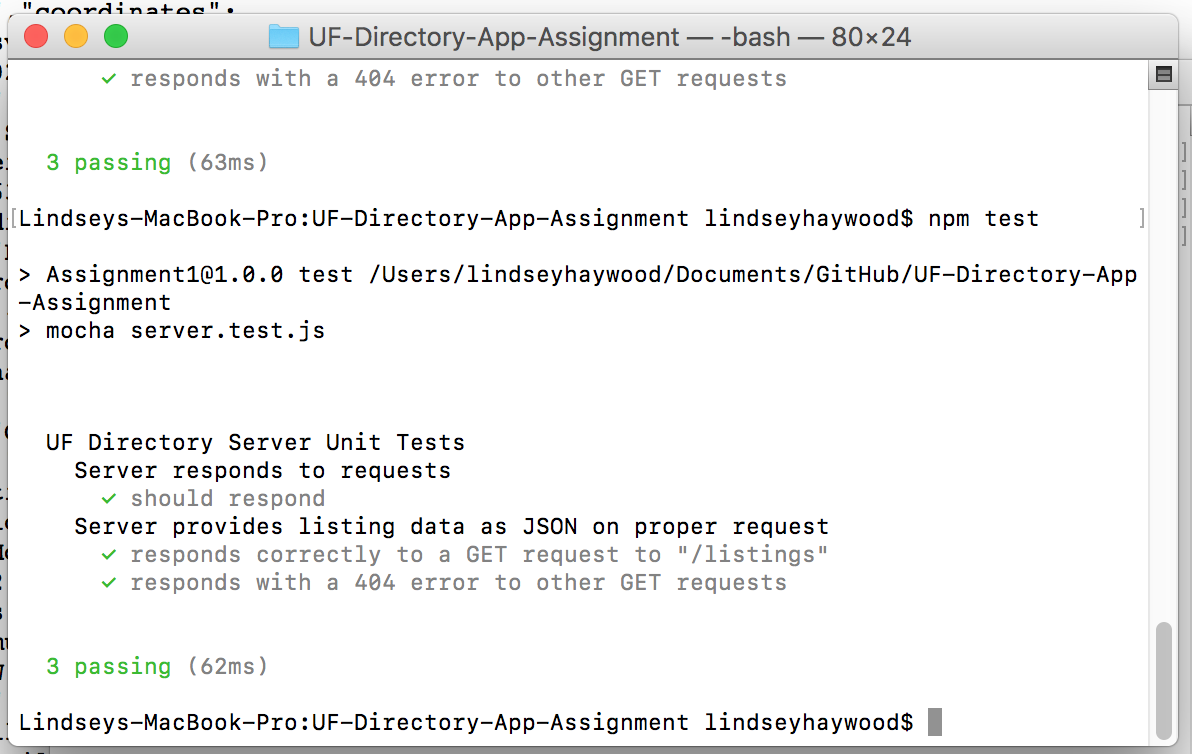 "coordinates":
UF-Directory-App-Assignment — -bash — 80×24
✓ responds with a 404 error to other GET requests
3 passing (63ms)
[Lindseys-MacBook-Pro:UF-Directory-App-Assignment lindseyhaywood$ npm test ]
> Assignment1@1.0.0 test /Users/lindseyhaywood/Documents/GitHub/UF-Directory-App
-Assignment
> mocha server.test.js
UF Directory Server Unit Tests
Server responds to requests
✓ should respond
Server provides listing data as JSON on proper request
✓ responds correctly to a GET request to "/listings"
✓ responds with a 404 error to other GET requests
3 passing (62ms)
Lindseys-MacBook-Pro:UF-Directory-App-Assignment lindseyhaywood$